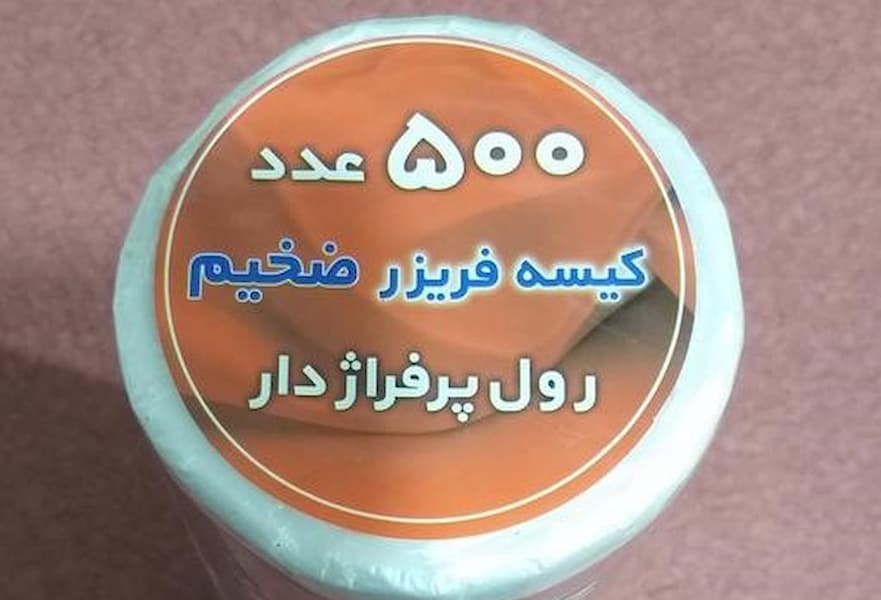 ۵۰۰ عدد
کیسه فریزر ضخیم
رول پرفراژ دار